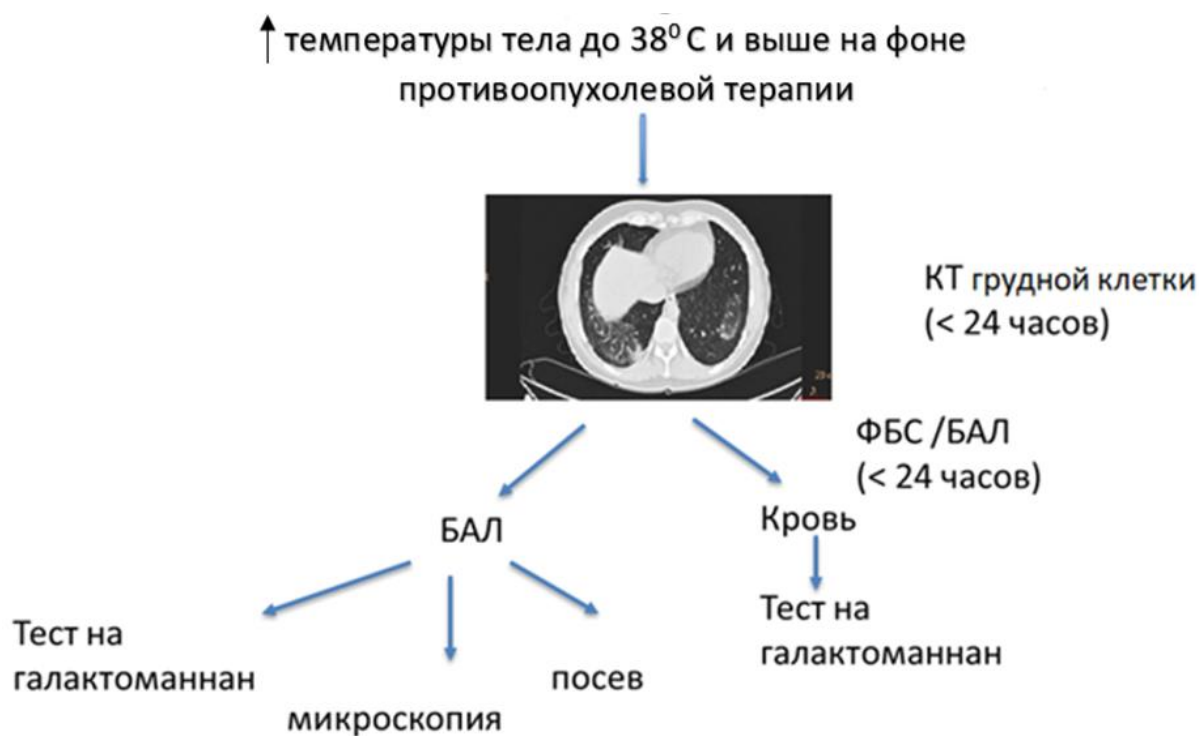 ↑ температуры тела до 38⁰ С и выше на фоне
противоопухолевой терапии
КТ грудной клетки
(< 24 часов)
ФБС /БАЛ
(< 24 часов)
БАЛ
Кровь
Тест на
галактоманнан
микроскопия
посев
Тест на
галактоманнан